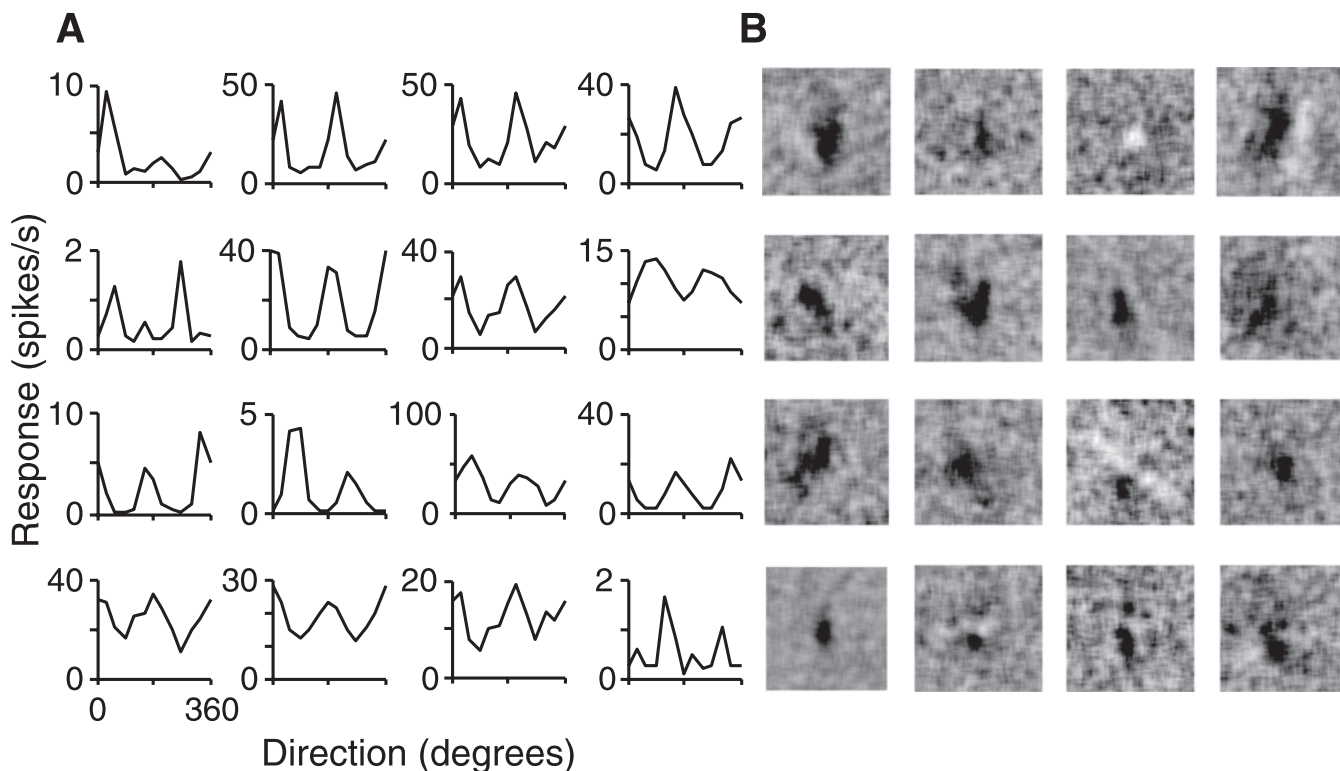 A B
10 50 50 40
0 0 0 0
2 40 40 15
0 0 0 0
Response (spikes/s)
10 5 100 40
0 0 0 0
40 30 20 2
0 0 0 0
0 360
Direction (degrees)